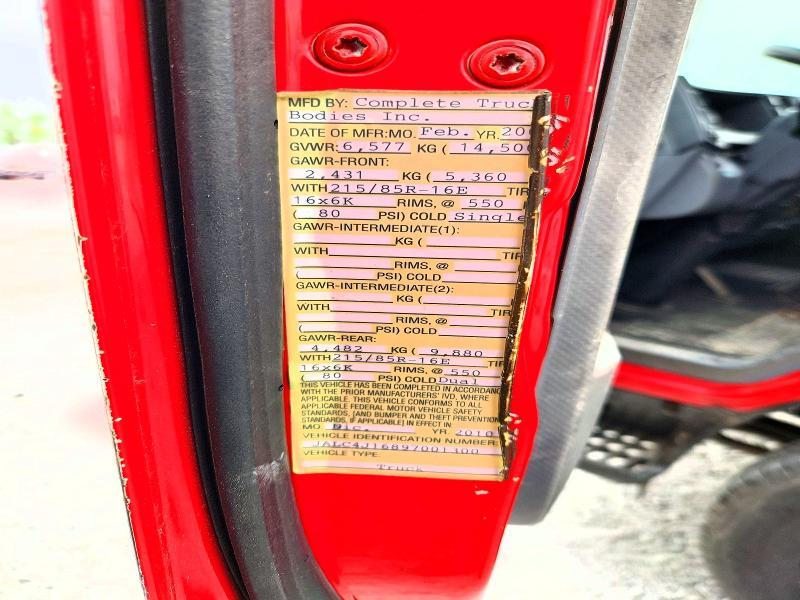 MFD BY: Complete Truc
Bodies Inc.
DATE OF MFR:MO. Feb. YR. 20
GVWR: 6,577 KG ( 14,500
GAWR-FRONT:
2,431 KG ( 5,360
WITH 215/85R-16E TIR
16x6K RIMS, @ 550
( 80 PSI) COLD Single
GAWR-INTERMEDIATE(1):
KG (
WITH TIR
RIMS, @
( PSI) COLD
GAWR-INTERMEDIATE(2):
KG (
WITH TIR
RIMS, @
( PSI) COLD
GAWR-REAR:
4,482 KG ( 9,880
WITH 215/85R-16E TIR
16x6K RIMS, @ 550
( 80 PSI) COLD Dual
THIS VEHICLE HAS BEEN COMPLETED IN ACCORDANC
WITH THE PRIOR MANUFACTURERS' IVD, WHERE
APPLICABLE. THIS VEHICLE CONFORMS TO ALL
APPLICABLE FEDERAL MOTOR VEHICLE SAFETY
STANDARDS, [AND BUMPER AND THEFT PREVENTION
STANDARDS, IF APPLICABLE] IN EFFECT IN
MO. YR. 2010
VEHICLE IDENTIFICATION NUMBER:
VEHICLE TYPE:
Truck